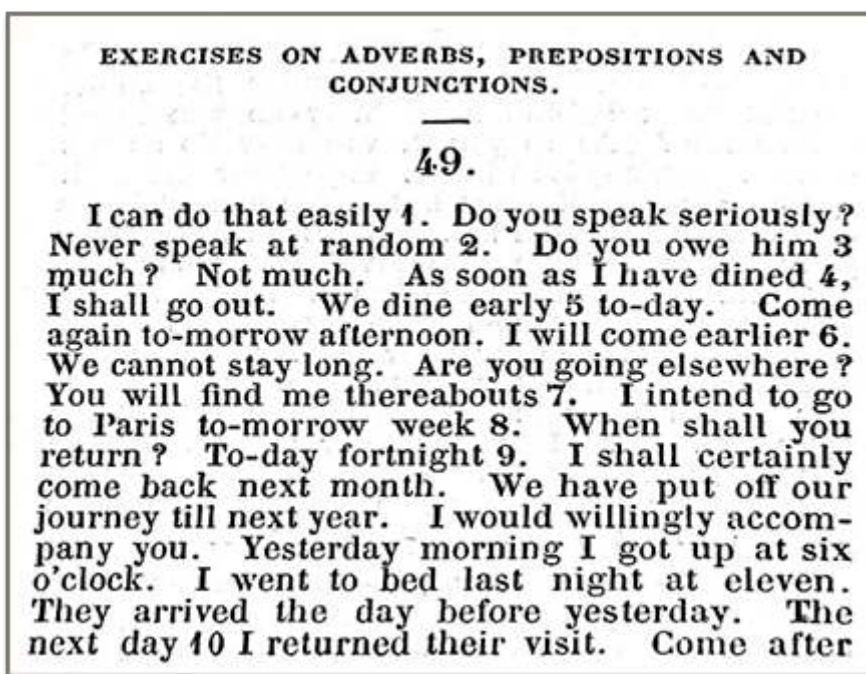 EXERCISES ON ADVERBS, PREPOSITIONS AND
CONJUNCTIONS.
49.
I can do that easily 1. Do you speak seriously?
Never speak at random 2. Do you owe him 3
much? Not much. As soon as I have dined 4,
I shall go out. We dine early 5 to-day. Come
again to-morrow afternoon. I will come earlier 6.
We cannot stay long. Are you going elsewhere?
You will find me thereabouts 7. I intend to go
to Paris to-morrow week 8. When shall you
return? To-day fortnight 9. I shall certainly
come back next month. We have put off our
journey till next year. I would willingly accom-
pany you. Yesterday morning I got up at six
o'clock. I went to bed last night at eleven.
They arrived the day before yesterday. The
next day 10 I returned their visit. Come after